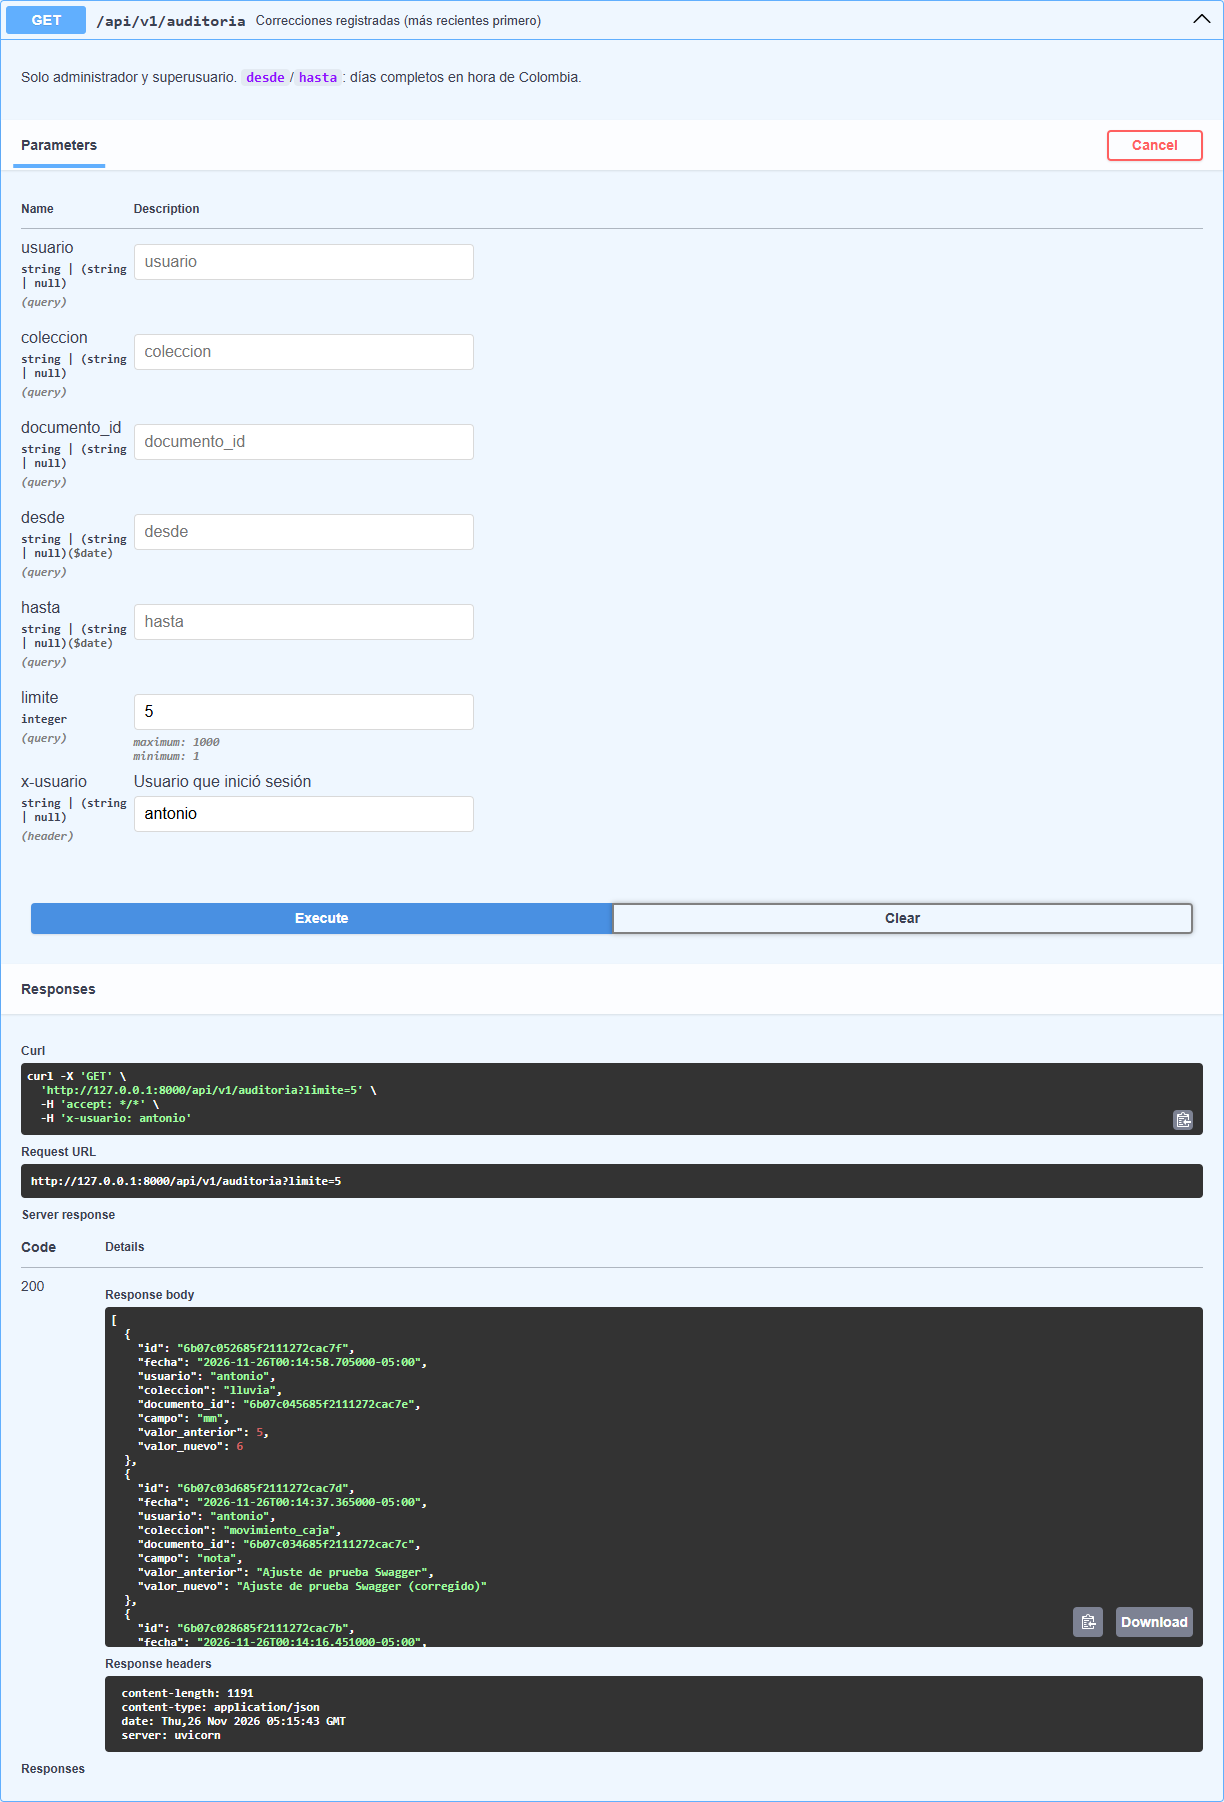 GET /api/v1/auditoria Correcciones registradas (más recientes primero)
Solo administrador y superusuario. desde / hasta : días completos en hora de Colombia.
Parameters
Cancel
Name Description
usuario
string | (string
| null)
(query)
usuario
coleccion
string | (string
| null)
(query)
coleccion
documento_id
string | (string
| null)
(query)
documento_id
desde
string | (string
| null)($date)
(query)
desde
hasta
string | (string
| null)($date)
(query)
hasta
limite
integer
(query)
5
maximum: 1000
minimum: 1
x-usuario
string | (string
| null)
(header)
Usuario que inició sesión
antonio
Execute
Clear
Responses
Curl
curl -X 'GET' \
'http://127.0.0.1:8000/api/v1/auditoria?limite=5' \
-H 'accept: */*' \
-H 'x-usuario: antonio'
Request URL
http://127.0.0.1:8000/api/v1/auditoria?limite=5
Server response
Code Details
200
Response body
[
{
"id": "6b07c052685f2111272cac7f",
"fecha": "2026-11-26T00:14:58.705000-05:00",
"usuario": "antonio",
"coleccion": "lluvia",
"documento_id": "6b07c045685f2111272cac7e",
"campo": "mm",
"valor_anterior": 5,
"valor_nuevo": 6
},
{
"id": "6b07c03d685f2111272cac7d",
"fecha": "2026-11-26T00:14:37.365000-05:00",
"usuario": "antonio",
"coleccion": "movimiento_caja",
"documento_id": "6b07c034685f2111272cac7c",
"campo": "nota",
"valor_anterior": "Ajuste de prueba Swagger",
"valor_nuevo": "Ajuste de prueba Swagger (corregido)"
},
{
"id": "6b07c028685f2111272cac7b",
"fecha": "2026-11-26T00:14:16.451000-05:00",
Download
Response headers
content-length: 1191
content-type: application/json
date: Thu,26 Nov 2026 05:15:43 GMT
server: uvicorn
Responses